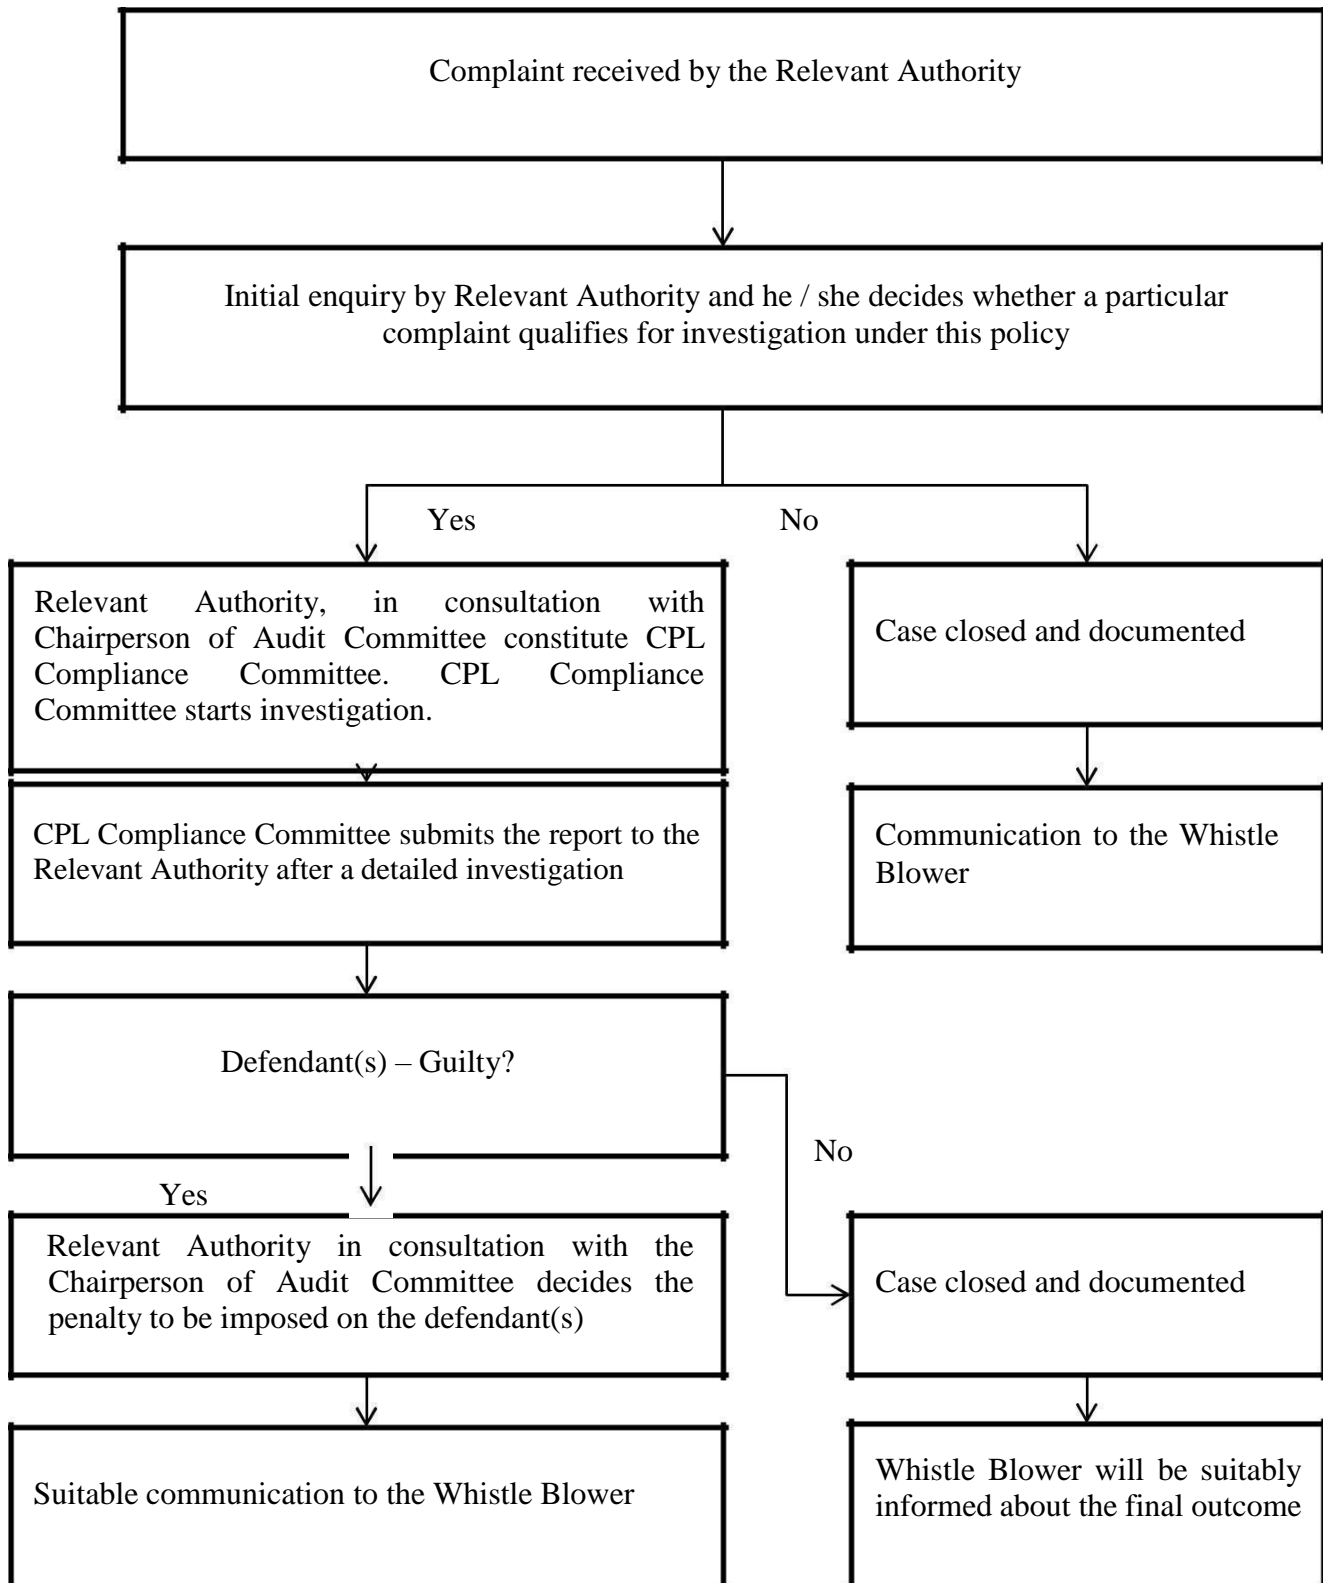 Complaint received by the Relevant Authority
Initial enquiry by Relevant Authority and he / she decides whether a particular
complaint qualifies for investigation under this policy
Yes
No
Relevant Authority, in consultation with
Chairperson of Audit Committee constitute CPL
Compliance Committee. CPL Compliance
Committee starts investigation.
Case closed and documented
CPL Compliance Committee submits the report to the
Relevant Authority after a detailed investigation
Communication to the Whistle
Blower
Defendant(s) – Guilty?
No
Yes
Relevant Authority in consultation with the
Chairperson of Audit Committee decides the
penalty to be imposed on the defendant(s)
Case closed and documented
Suitable communication to the Whistle Blower
Whistle Blower will be suitably
informed about the final outcome